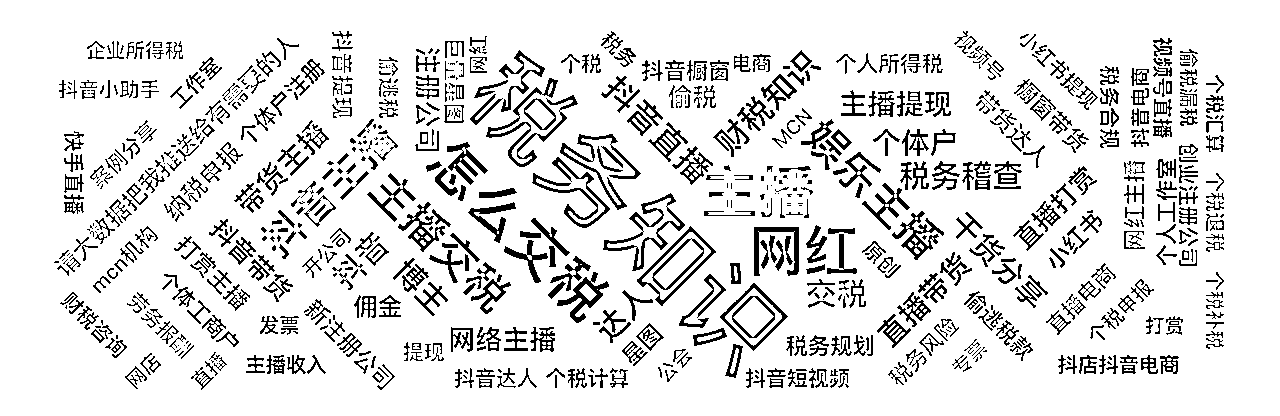 企业所得税
抖音小助手
工作室
请大数据把我推送给有需要的人
案例分享
快手直播
个体户注册
纳税申报
mcn机构
抖音提现
偷逃税
注册公司
巨量星图
网店
税务知识
个税
税务
抖音橱窗
电商
偷税
抖音直播
财税知识
MCN
个人所得税
主播提现
个体户
税务稽查
娱乐主播
视频号
小红书提现
橱窗带货
带货达人
税务合规
抖音电商
视频号直播
偷税漏税
个税汇算
带货主播
抖音主播
主播交税
怎么交税
主播
网红
交税
干货分享
直播打赏
小红书
网红主播
个人工作室
创业注册公司
个税退税
抖音带货
打赏主播
开公司
抖音
博主
原创
个体工商户
劳务报酬
财税咨询
网店
直播
发票
主播收入
新注册公司
佣金
提现
网络主播
抖音达人
个税计算
达人
星图
公会
抖音短视频
税务规划
直播带货
税务风险
专票
偷逃税款
直播电商
个税申报
打赏
个税补税
抖店抖音电商